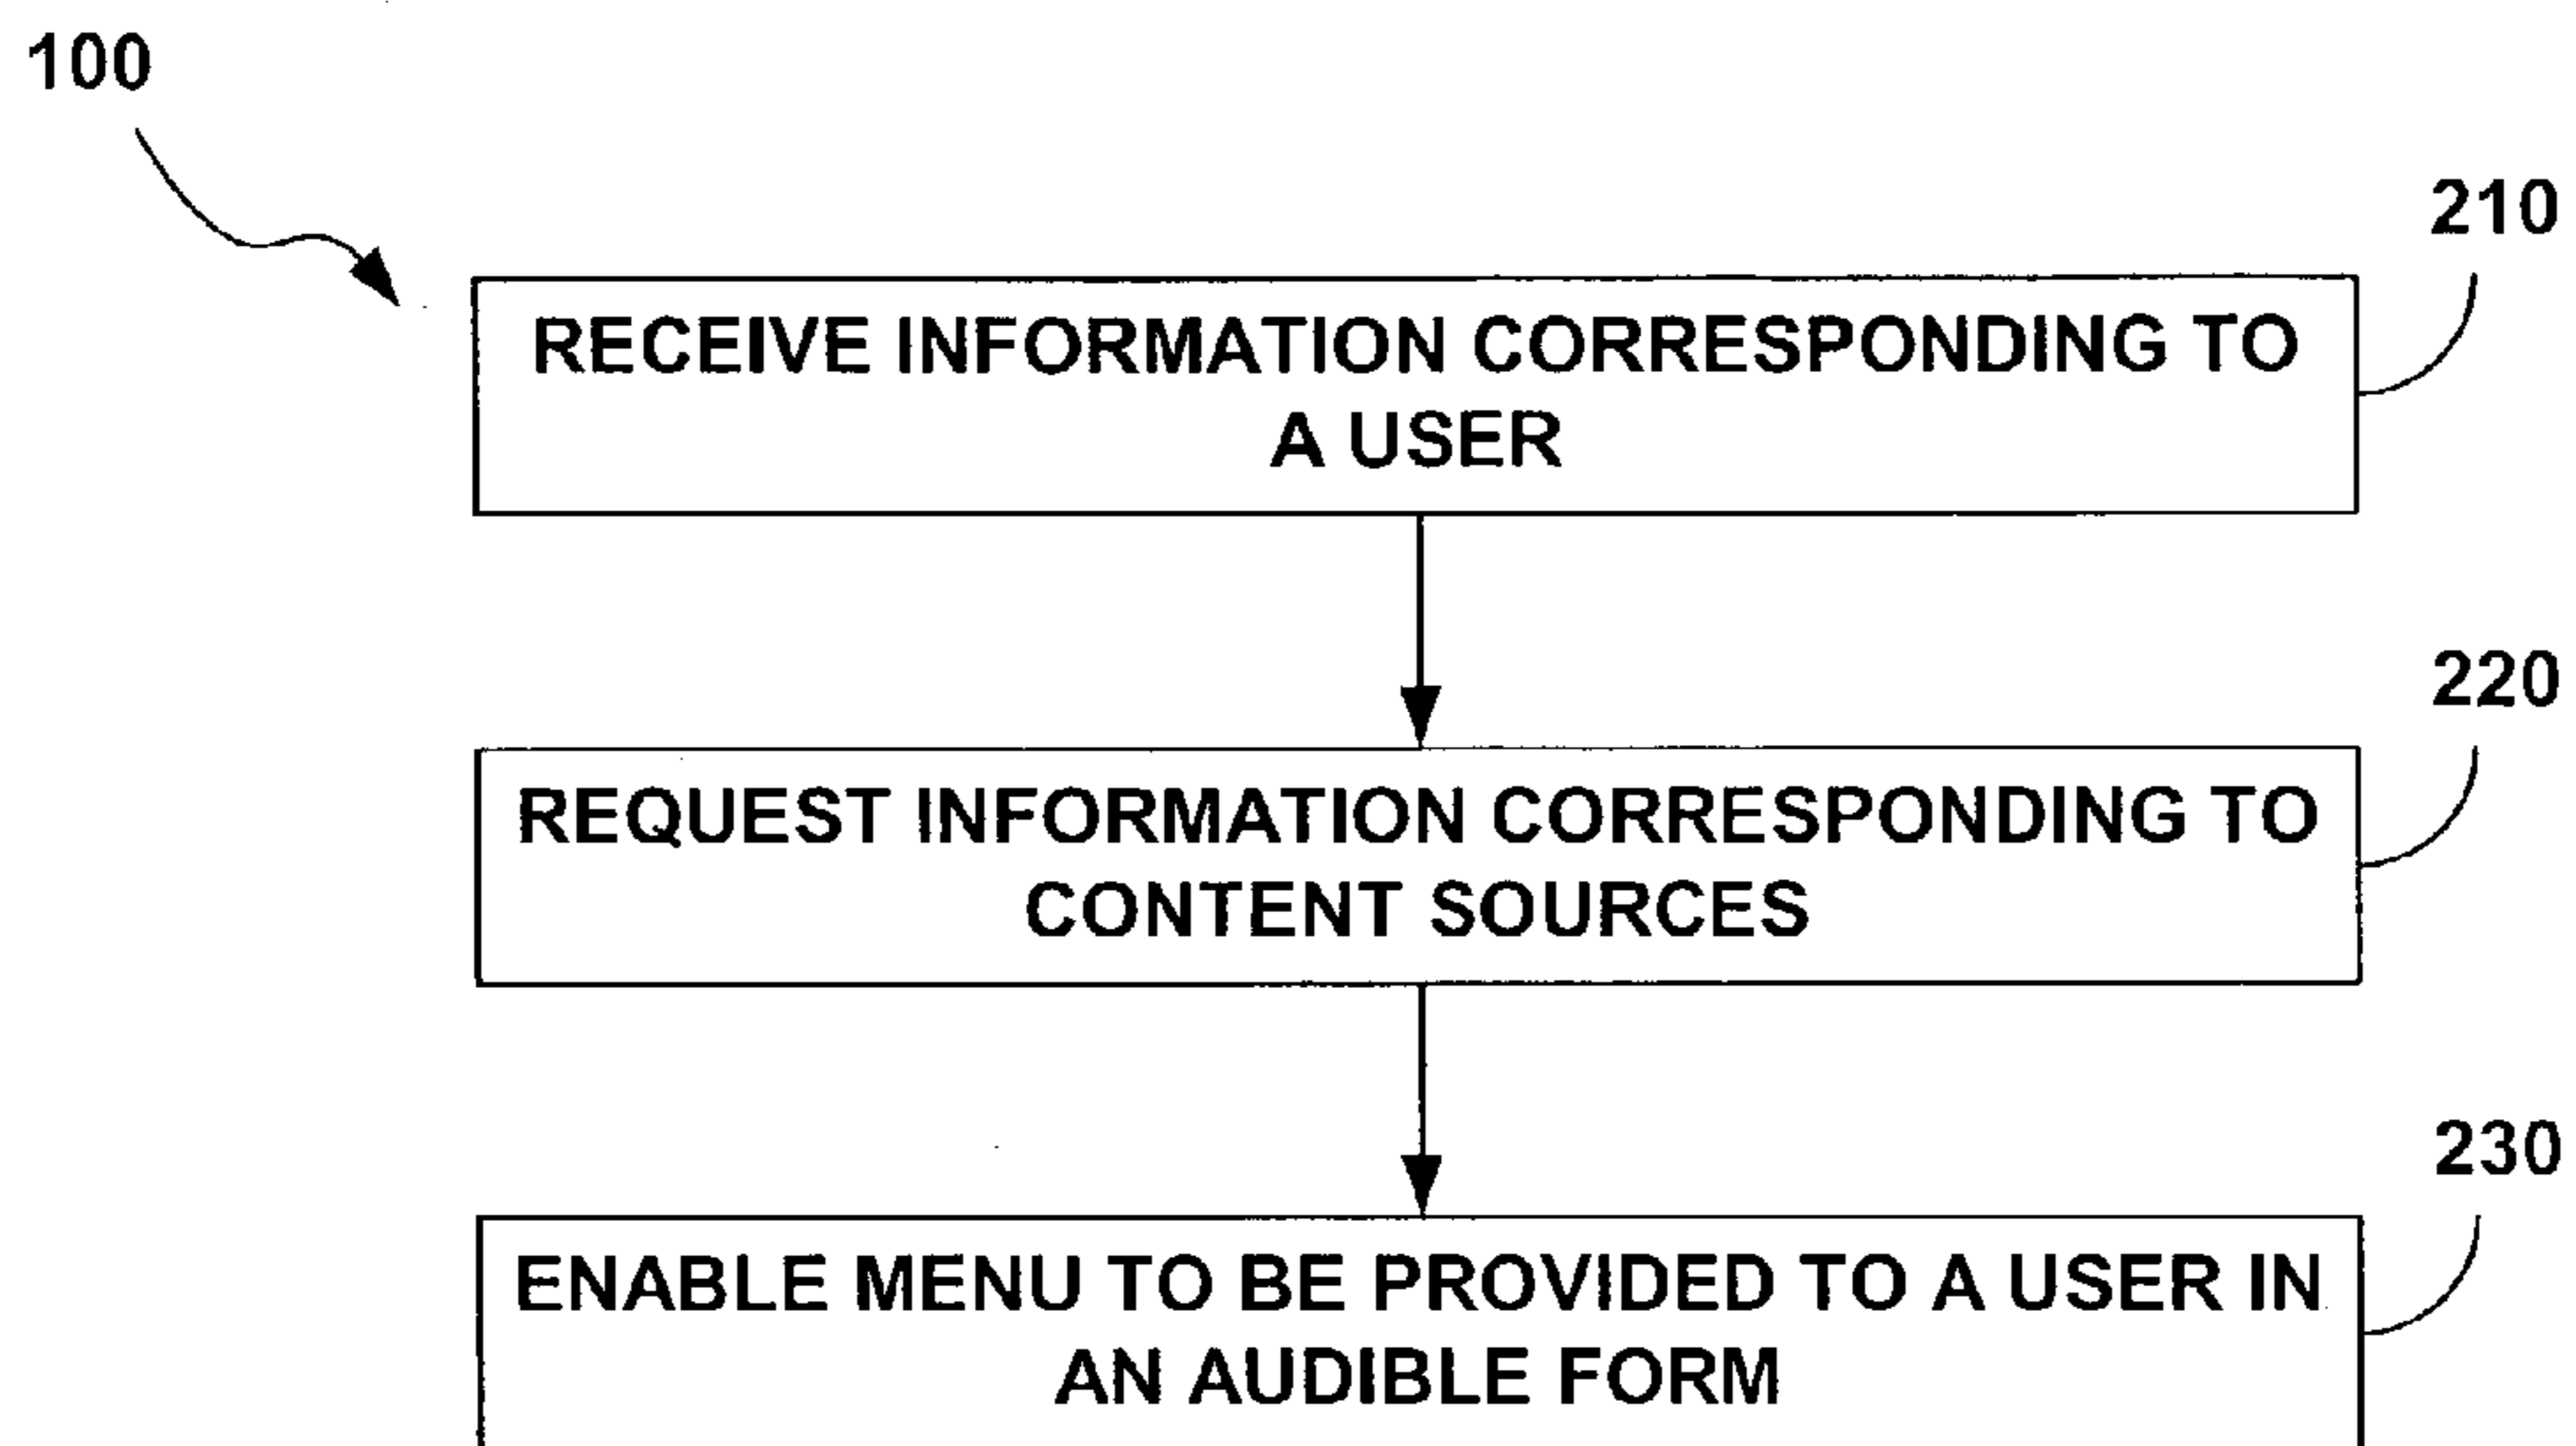 100
210
RECEIVE INFORMATION CORRESPONDING TO
A USER
220
REQUEST INFORMATION CORRESPONDING TO
CONTENT SOURCES
230
ENABLE MENU TO BE PROVIDED TO A USER IN
AN AUDIBLE FORM